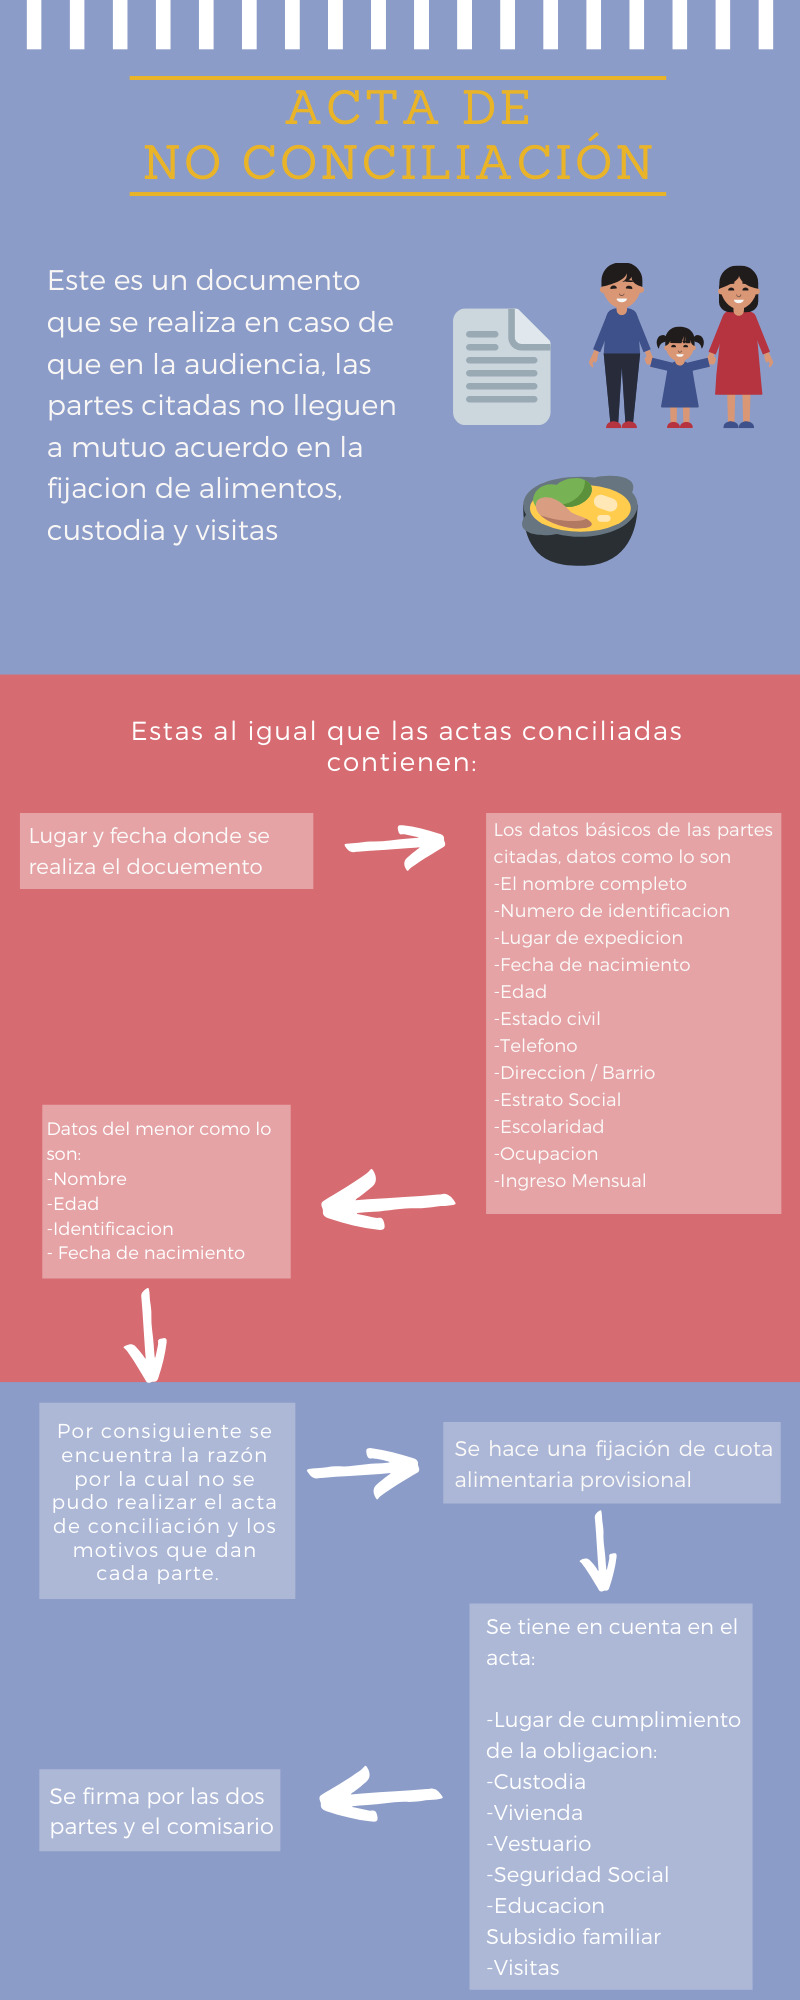 ACTA DE
NO CONCILIACIÓN
Este es un documento
que se realiza en caso de
que en la audiencia, las
partes citadas no lleguen
a mutuo acuerdo en la
fijacion de alimentos,
custodia y visitas
Estas al igual que las actas conciliadas
contienen:
Lugar y fecha donde se
realiza el docuemento
Los datos básicos de las partes
citadas, datos como lo son
-El nombre completo
-Numero de identificacion
-Lugar de expedicion
-Fecha de nacimiento
-Edad
-Estado civil
-Telefono
-Direccion / Barrio
-Estrato Social
-Escolaridad
-Ocupacion
-Ingreso Mensual
Datos del menor como lo
son:
-Nombre
-Edad
-Identificacion
- Fecha de nacimiento
Por consiguiente se
encuentra la razón
por la cual no se
pudo realizar el acta
de conciliación y los
motivos que dan
cada parte.
Se hace una fijación de cuota
alimentaria provisional
Se tiene en cuenta en el
acta:
-Lugar de cumplimiento
de la obligacion:
-Custodia
-Vivienda
-Vestuario
-Seguridad Social
-Educacion
Subsidio familiar
-Visitas
Se firma por las dos
partes y el comisario